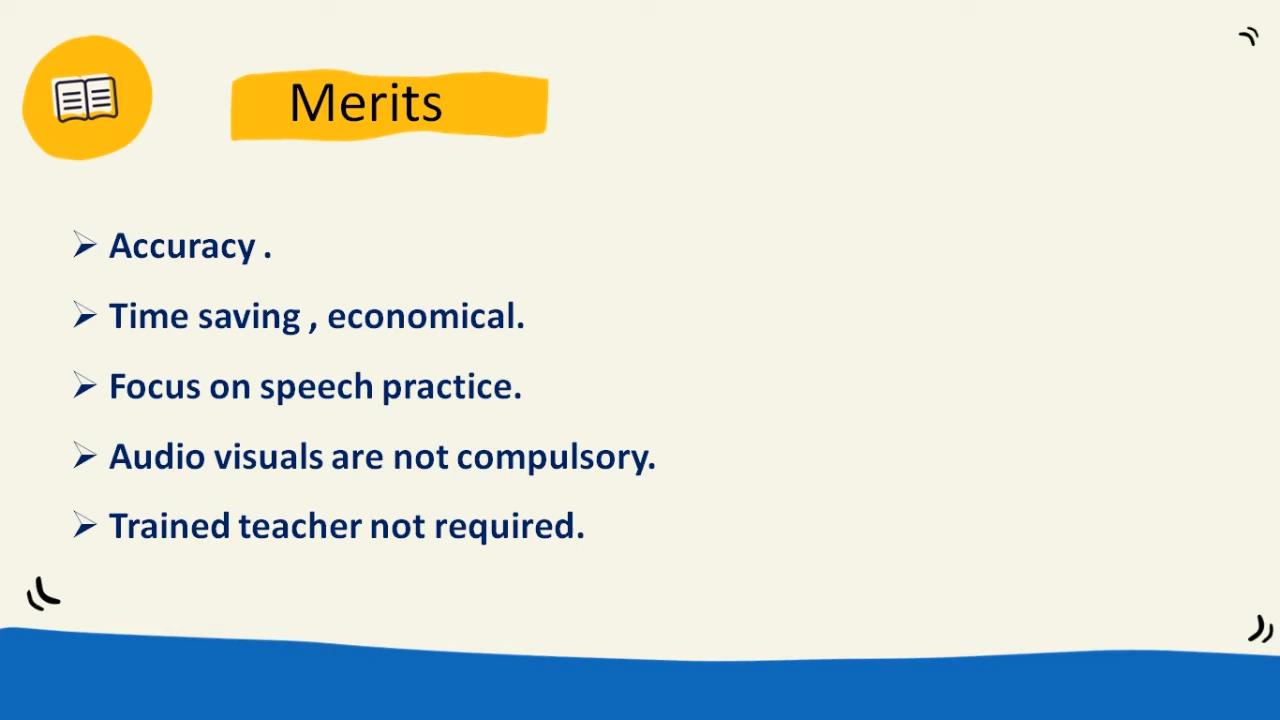 Merits
Accuracy .
Time saving , economical.
Focus on speech practice.
Audio visuals are not compulsory.
Trained teacher not required.